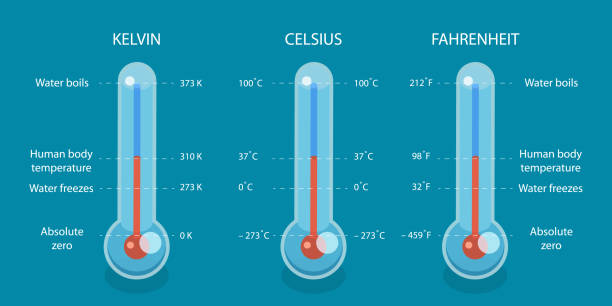 KELVIN CELSIUS FAHRENHEIT
Water boils 373 K 100°C 100°C 212°F Water boils
Human body
temperature 310 K 37°C 37°C 98°F Human body
temperature
Water freezes 273 K 0°C 0°C 32°F Water freezes
Absolute
zero 0 K -273°C -273°C -459°F Absolute
zero